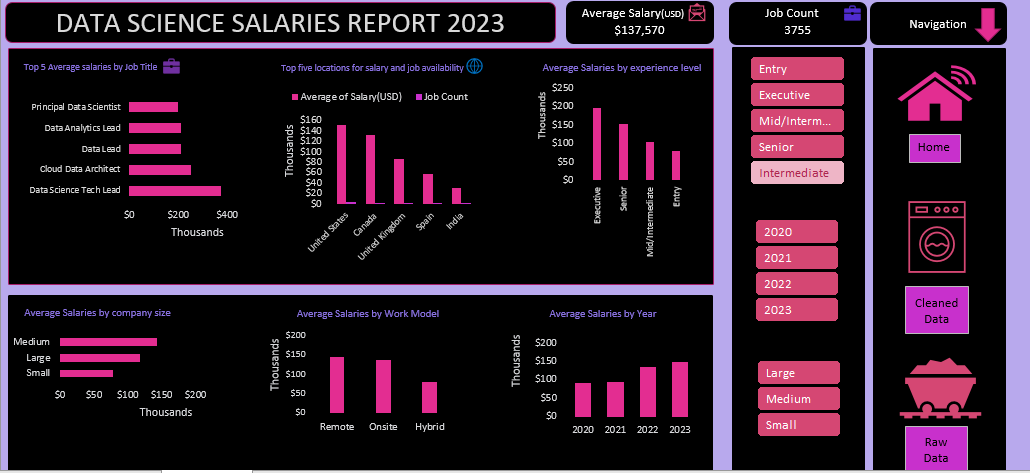 DATA SCIENCE SALARIES REPORT 2023
Average Salary(USD)
$137,570
Job Count
3755
Navigation
Top 5 Average salaries by Job Title
Principal Data Scientist
Data Analytics Lead
Data Lead
Cloud Data Architect
Data Science Tech Lead
$0 $200 $400
Thousands
Top five locations for salary and job availability
Average of Salary(USD) Job Count
Thousands
$160
$140
$120
$100
$80
$60
$40
$20
$0
United States
Canada
United Kingdom
Spain
India
Average Salaries by experience level
Thousands
$250
$200
$150
$100
$50
$0
Executive
Senior
Mid/Intermediate
Entry
Average Salaries by company size
Medium
Large
Small
$0 $50 $100 $150 $200
Thousands
Average Salaries by Work Model
Thousands
$200
$150
$100
$50
$0
Remote Onsite Hybrid
Average Salaries by Year
Thousands
$200
$150
$100
$50
$0
2020 2021 2022 2023
Entry
Executive
Mid/Interm...
Senior
Intermediate
2020
2021
2022
2023
Large
Medium
Small
Home
Cleaned
Data
Raw
Data